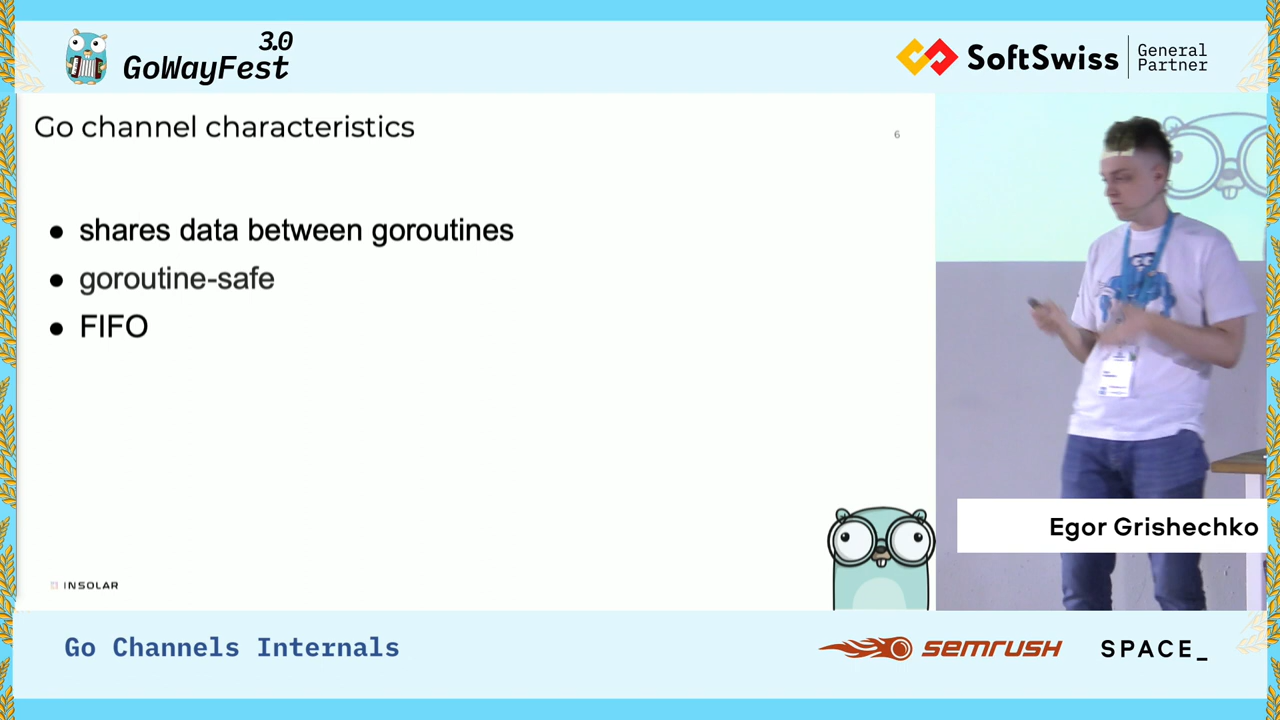 3.0
GoWayFest
SoftSwiss
General
Partner
Go channel characteristics
6
● shares data between goroutines
● goroutine-safe
● FIFO
Egor Grishechko
INSOLAR
Go Channels Internals
SEMRUSH
SPACE_